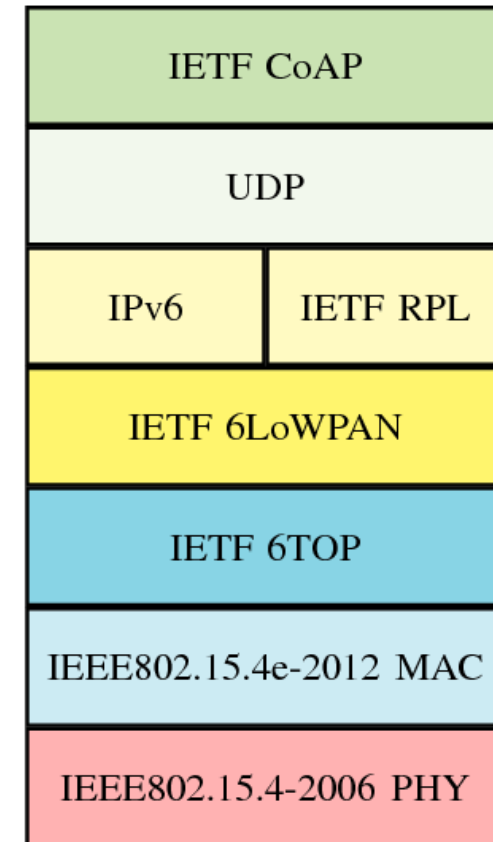 IETF CoAP
UDP
IPv6
IETF RPL
IETF 6LoWPAN
IETF 6TOP
IEEE802.15.4e-2012 MAC
IEEE802.15.4-2006 PHY